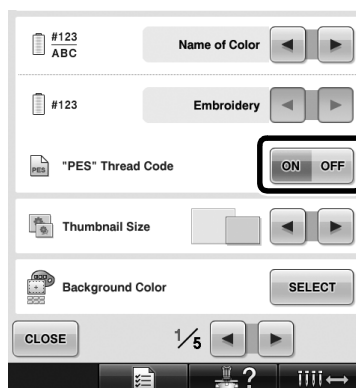 #123
ABC
Name of Color
#123
Embroidery
PES
"PES" Thread Code
ON OFF
Thumbnail Size
Background Color
SELECT
CLOSE
1/5
?